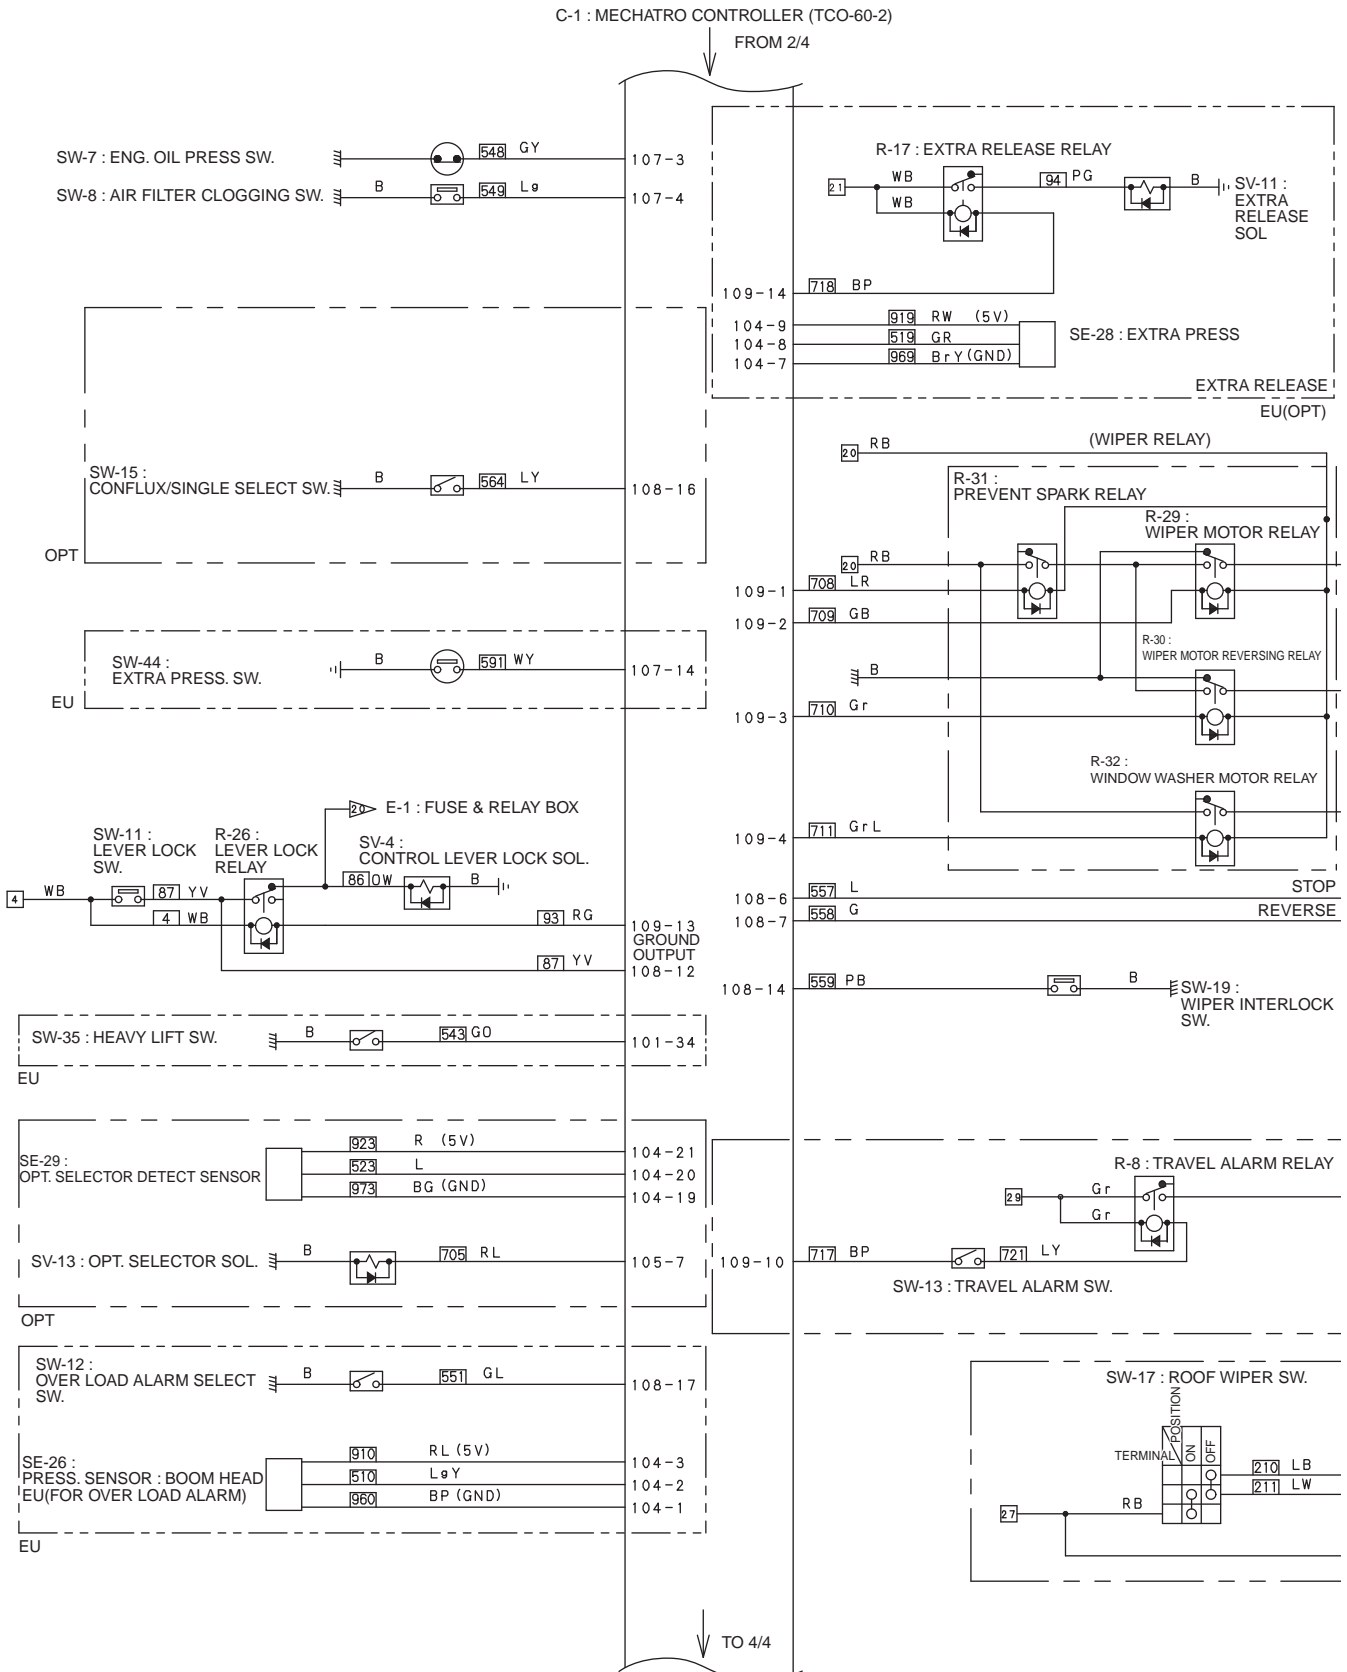 C-1 : MECHATRO CONTROLLER (TCO-60-2)
FROM 2/4
SW-7 : ENG. OIL PRESS SW.
548 GY
107-3
SW-8 : AIR FILTER CLOGGING SW.
B
549 Lg
107-4
SW-15 :
CONFLUX/SINGLE SELECT SW.
B
564 LY
108-16
OPT
SW-44 :
EXTRA PRESS. SW.
B
591 WY
107-14
EU
20 E-1 : FUSE & RELAY BOX
SW-11 :
LEVER LOCK
SW.
R-26 :
LEVER LOCK
RELAY
SV-4 :
CONTROL LEVER LOCK SOL.
4 WB
87 YV
86 OW
B
4 WB
93 RG
109-13
GROUND
OUTPUT
87 YV
108-12
SW-35 : HEAVY LIFT SW.
B
543 GO
101-34
EU
SE-29 :
OPT. SELECTOR DETECT SENSOR
923 R (5V)
104-21
523 L
104-20
973 BG (GND)
104-19
SV-13 : OPT. SELECTOR SOL.
B
705 RL
105-7
OPT
SW-12 :
OVER LOAD ALARM SELECT
SW.
B
551 GL
108-17
SE-26 :
PRESS. SENSOR : BOOM HEAD
EU(FOR OVER LOAD ALARM)
910 RL (5V)
104-3
510 LgY
104-2
960 BP (GND)
104-1
EU
R-17 : EXTRA RELEASE RELAY
21 WB
WB
94 PG
B
SV-11 :
EXTRA
RELEASE
SOL
109-14
718 BP
104-9
919 RW (5V)
104-8
519 GR
104-7
969 BrY (GND)
SE-28 : EXTRA PRESS
EXTRA RELEASE
EU(OPT)
20 RB
(WIPER RELAY)
R-31 :
PREVENT SPARK RELAY
R-29 :
WIPER MOTOR RELAY
20 RB
109-1
708 LR
109-2
709 GB
R-30 :
WIPER MOTOR REVERSING RELAY
B
109-3
710 Gr
R-32 :
WINDOW WASHER MOTOR RELAY
109-4
711 GrL
108-6
557 L
STOP
108-7
558 G
REVERSE
108-14
559 PB
B
SW-19 :
WIPER INTERLOCK
SW.
R-8 : TRAVEL ALARM RELAY
29 Gr
Gr
109-10
717 BP
721 LY
SW-13 : TRAVEL ALARM SW.
SW-17 : ROOF WIPER SW.
POSITION
TERMINAL
ON
OFF
210 LB
211 LW
27 RB
TO 4/4